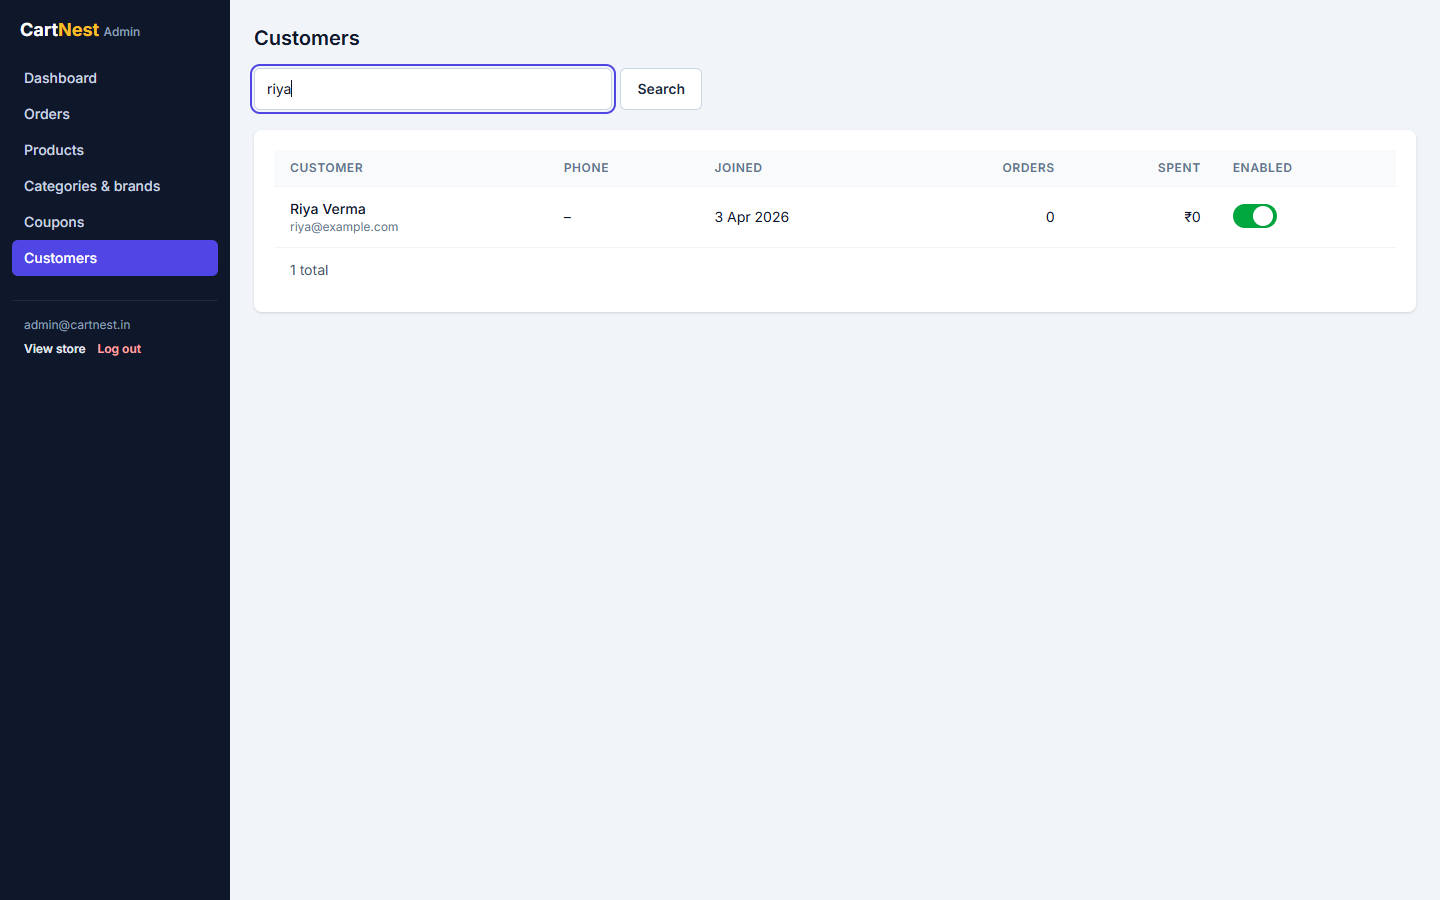 CartNest Admin
Dashboard
Orders
Products
Categories & brands
Coupons
Customers
admin@cartnest.in
View store Log out
Customers
riya
Search
CUSTOMER PHONE JOINED ORDERS SPENT ENABLED
Riya Verma – 3 Apr 2026 0 ₹0
riya@example.com
1 total